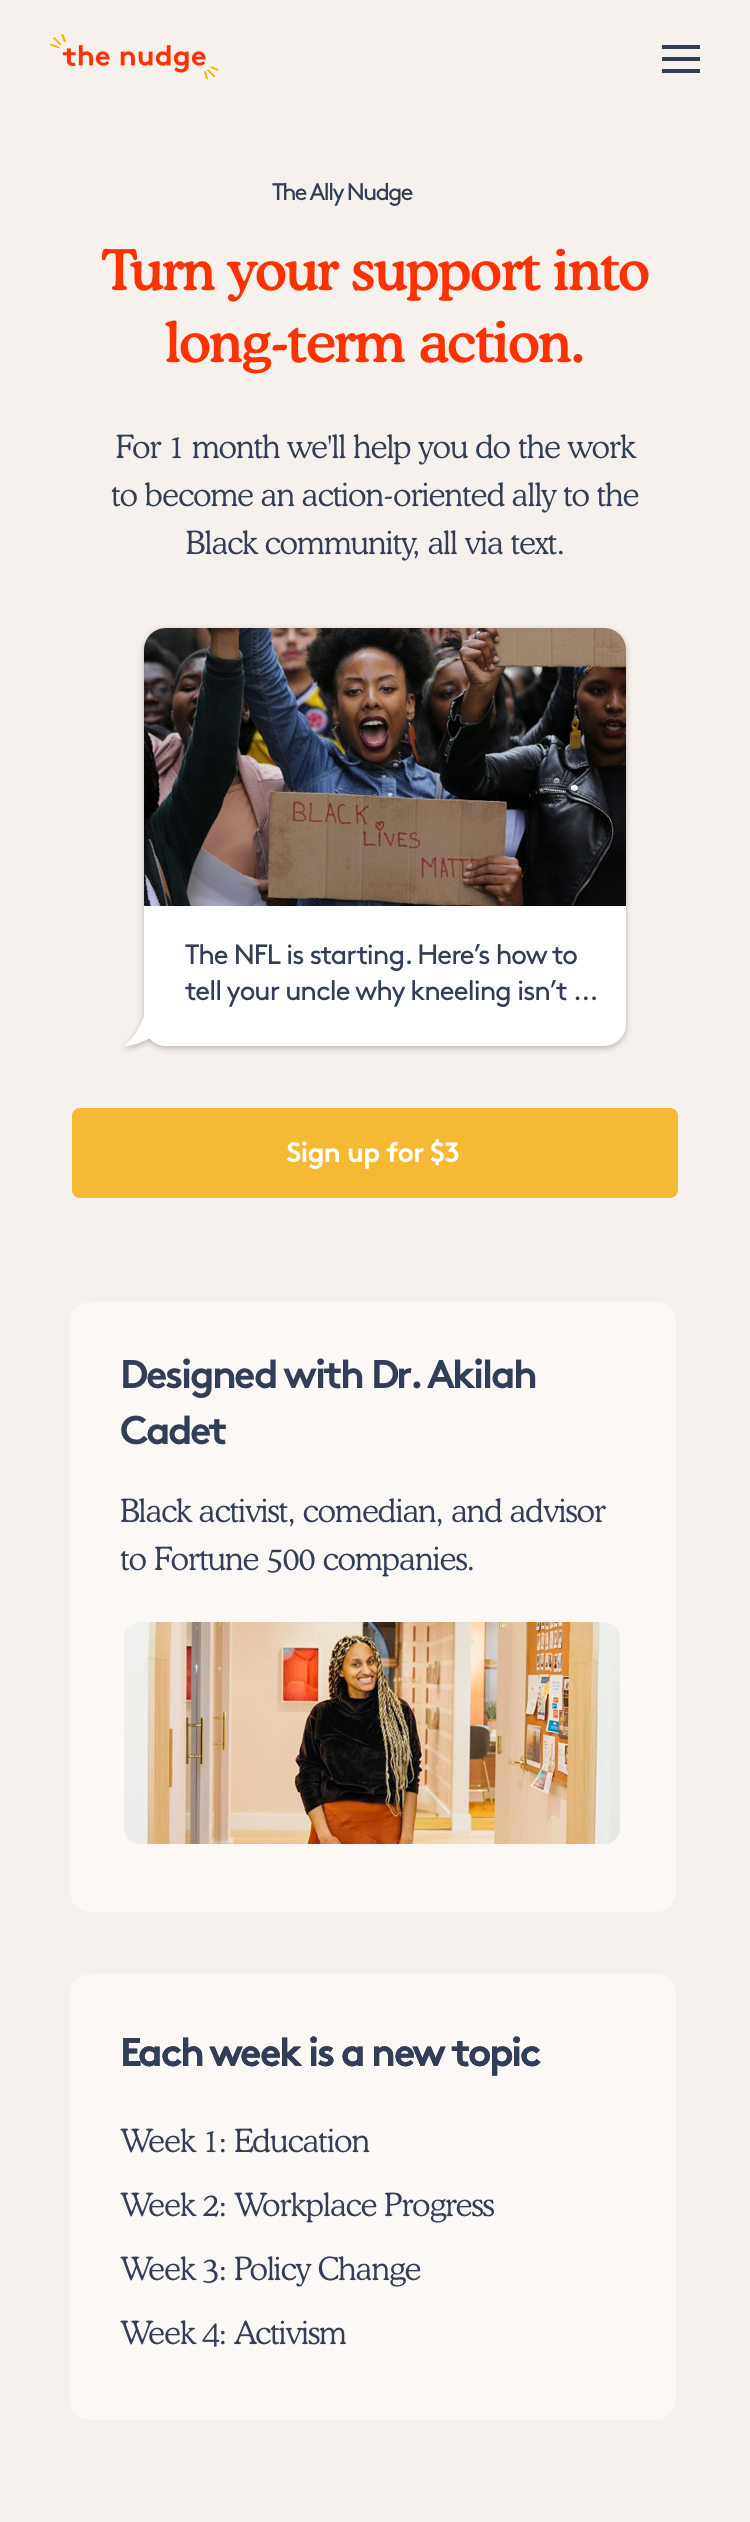 the nudge
The Ally Nudge
Turn your support into
long-term action.
For 1 month we'll help you do the work
to become an action-oriented ally to the
Black community, all via text.
BLACK
LIVES
MATT
The NFL is starting. Here’s how to
tell your uncle why kneeling isn’t ...
Sign up for $3
Designed with Dr. Akilah
Cadet
Black activist, comedian, and advisor
to Fortune 500 companies.
Each week is a new topic
Week 1: Education
Week 2: Workplace Progress
Week 3: Policy Change
Week 4: Activism